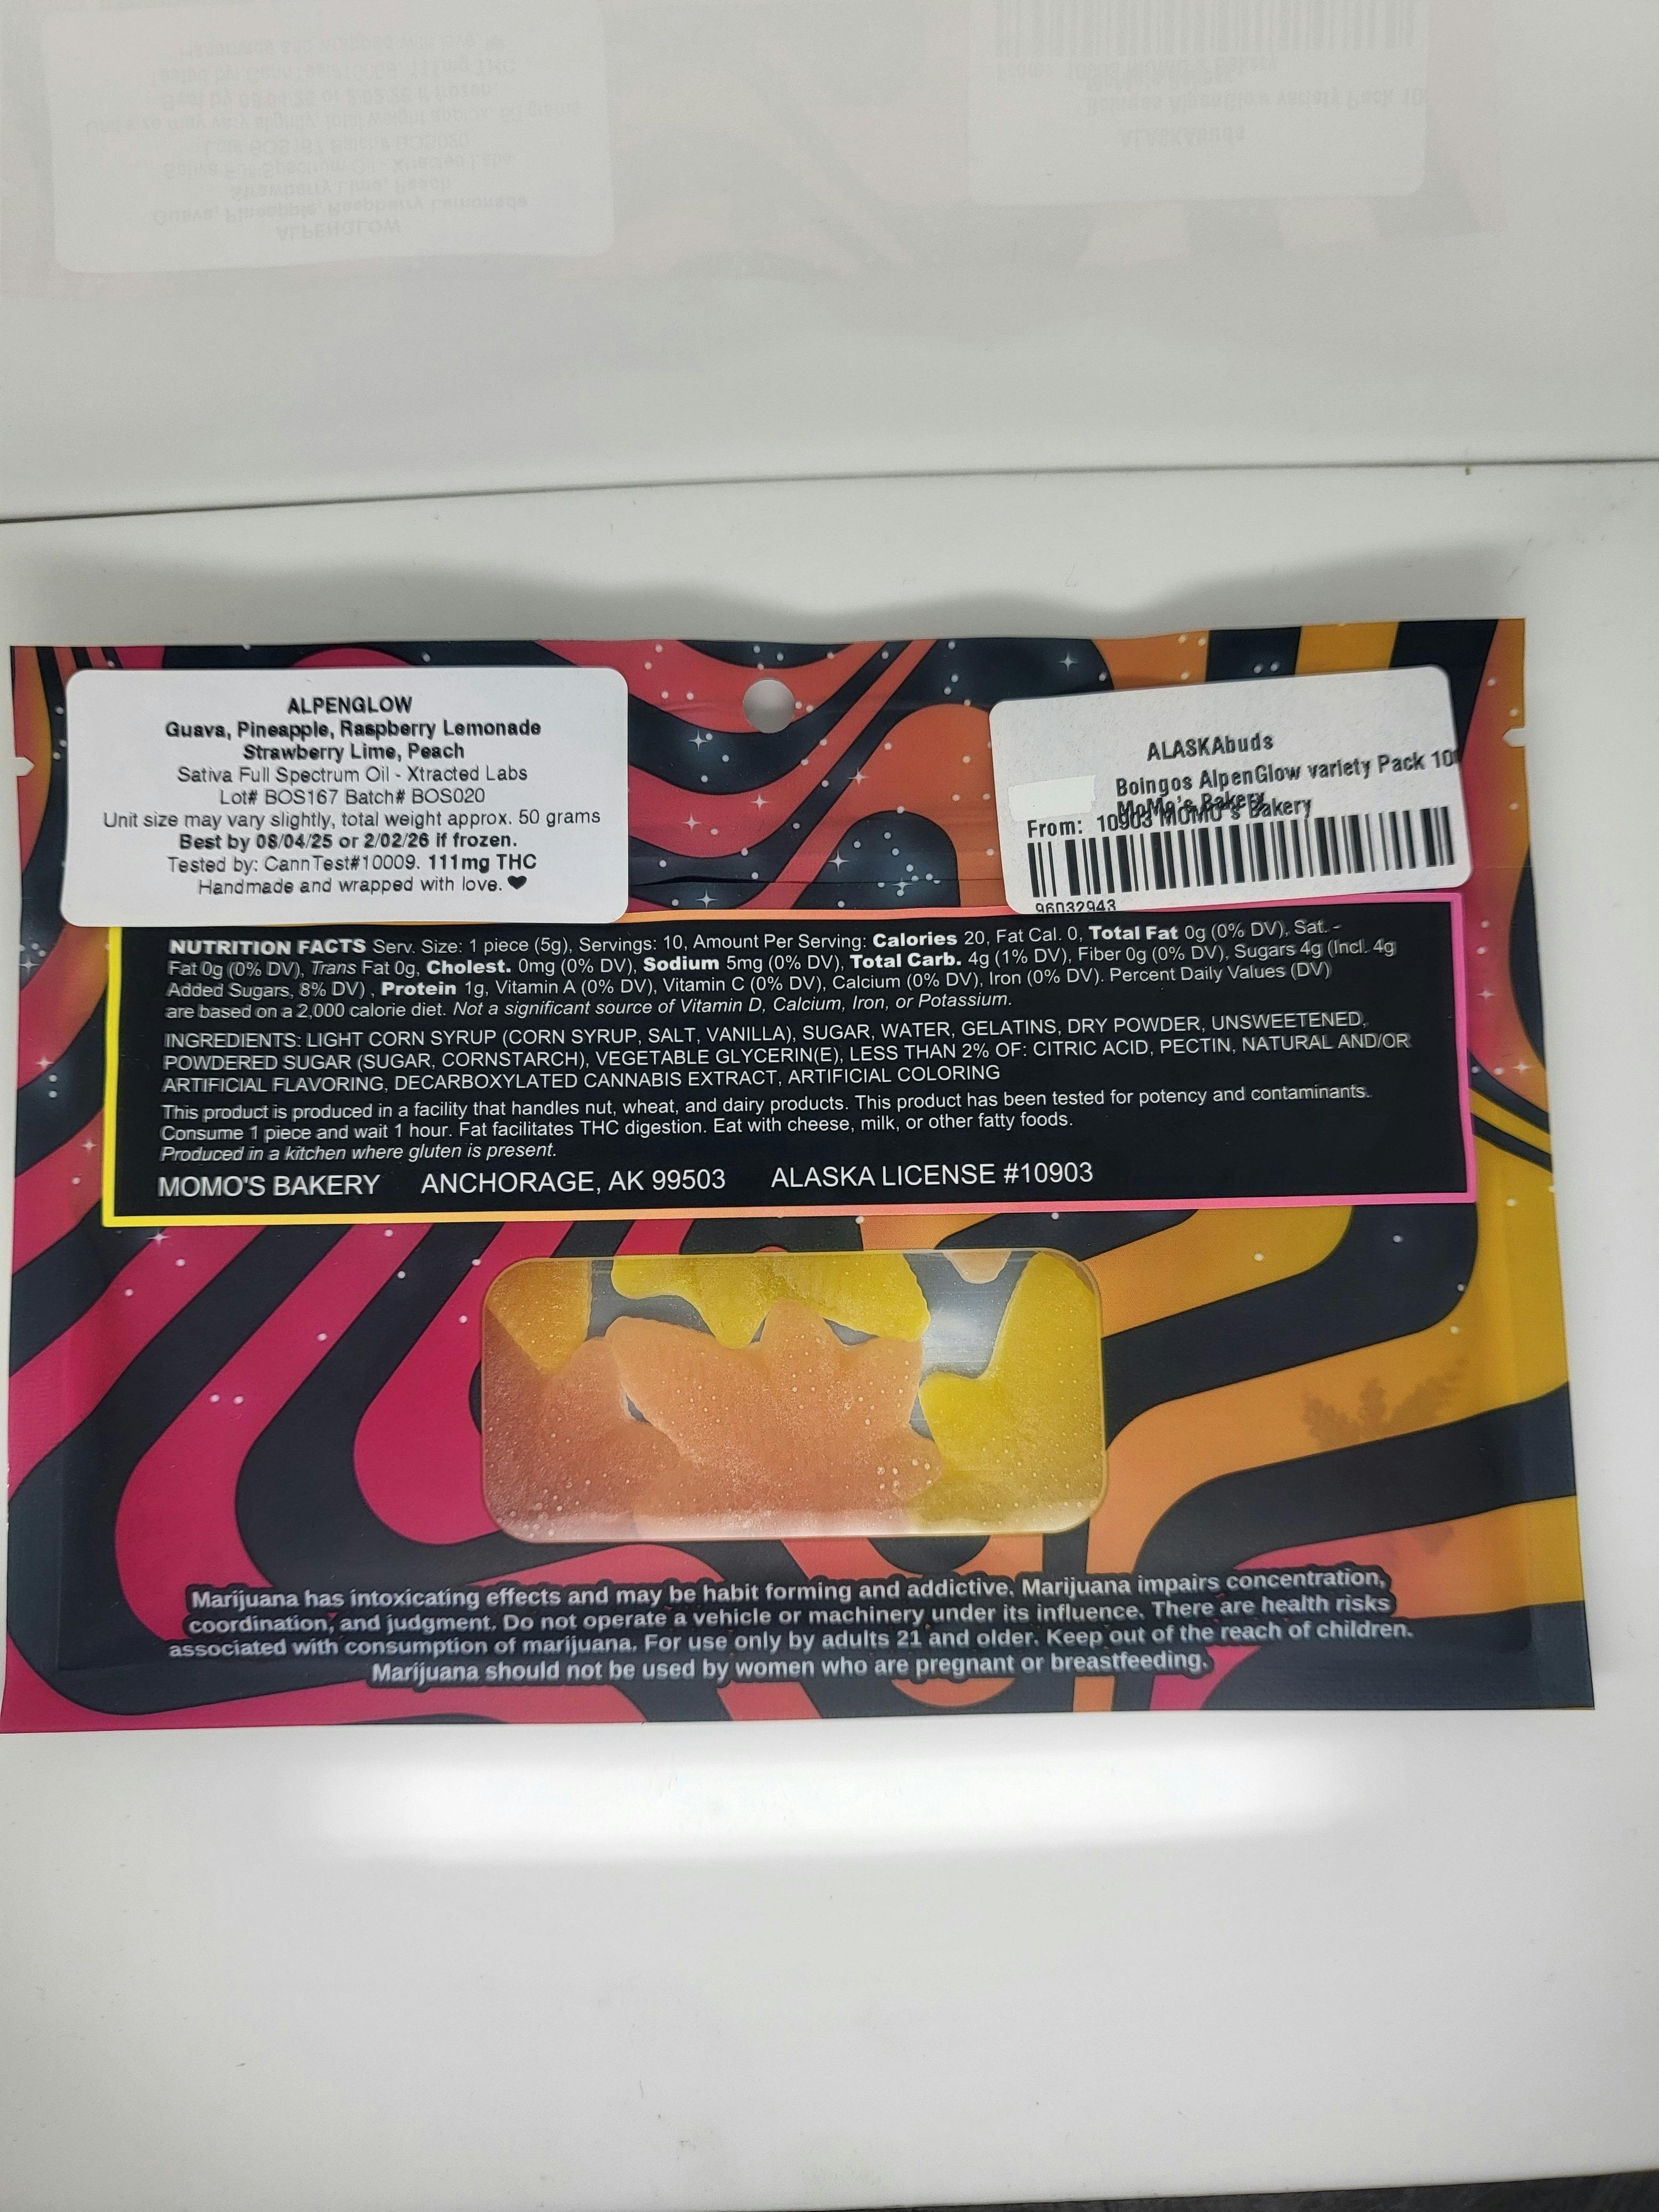 ALPENGLOW
Guava, Pineapple, Raspberry Lemonade
Strawberry Lime, Peach
Sativa Full Spectrum Oil - Xtracted Labs
Lot# BOS167 Batch# BOS020
Unit size may vary slightly, total weight approx. 50 grams
Best by 08/04/25 or 2/02/26 if frozen.
Tested by: CannTest#10009. 111mg THC
Handmade and wrapped with love. ♥
ALASKAbuds
Boingos AlpenGlow variety Pack
MoMo's Bakery
From: 10903 MOMO's Bakery
96032943
NUTRITION FACTS Serv. Size: 1 piece (5g), Servings: 10, Amount Per Serving: Calories 20, Fat Cal. 0, Total Fat 0g (0% DV), Sat. -
Fat 0g (0% DV), Trans Fat 0g, Cholest. 0mg (0% DV), Sodium 5mg (0% DV), Total Carb. 4g (1% DV), Fiber 0g (0% DV), Sugars 4g (Incl. 4g
Added Sugars, 8% DV) , Protein 1g, Vitamin A (0% DV), Vitamin C (0% DV), Calcium (0% DV), Iron (0% DV). Percent Daily Values (DV)
are based on a 2,000 calorie diet. Not a significant source of Vitamin D, Calcium, Iron, or Potassium.
INGREDIENTS: LIGHT CORN SYRUP (CORN SYRUP, SALT, VANILLA), SUGAR, WATER, GELATINS, DRY POWDER, UNSWEETENED,
POWDERED SUGAR (SUGAR, CORNSTARCH), VEGETABLE GLYCERIN(E), LESS THAN 2% OF: CITRIC ACID, PECTIN, NATURAL AND/OR
ARTIFICIAL FLAVORING, DECARBOXYLATED CANNABIS EXTRACT, ARTIFICIAL COLORING
This product is produced in a facility that handles nut, wheat, and dairy products. This product has been tested for potency and contaminants.
Consume 1 piece and wait 1 hour. Fat facilitates THC digestion. Eat with cheese, milk, or other fatty foods.
Produced in a kitchen where gluten is present.
MOMO'S BAKERY ANCHORAGE, AK 99503 ALASKA LICENSE #10903
Marijuana has intoxicating effects and may be habit forming and addictive. Marijuana impairs concentration,
coordination, and judgment. Do not operate a vehicle or machinery under its influence. There are health risks
associated with consumption of marijuana. For use only by adults 21 and older. Keep out of the reach of children.
Marijuana should not be used by women who are pregnant or breastfeeding.